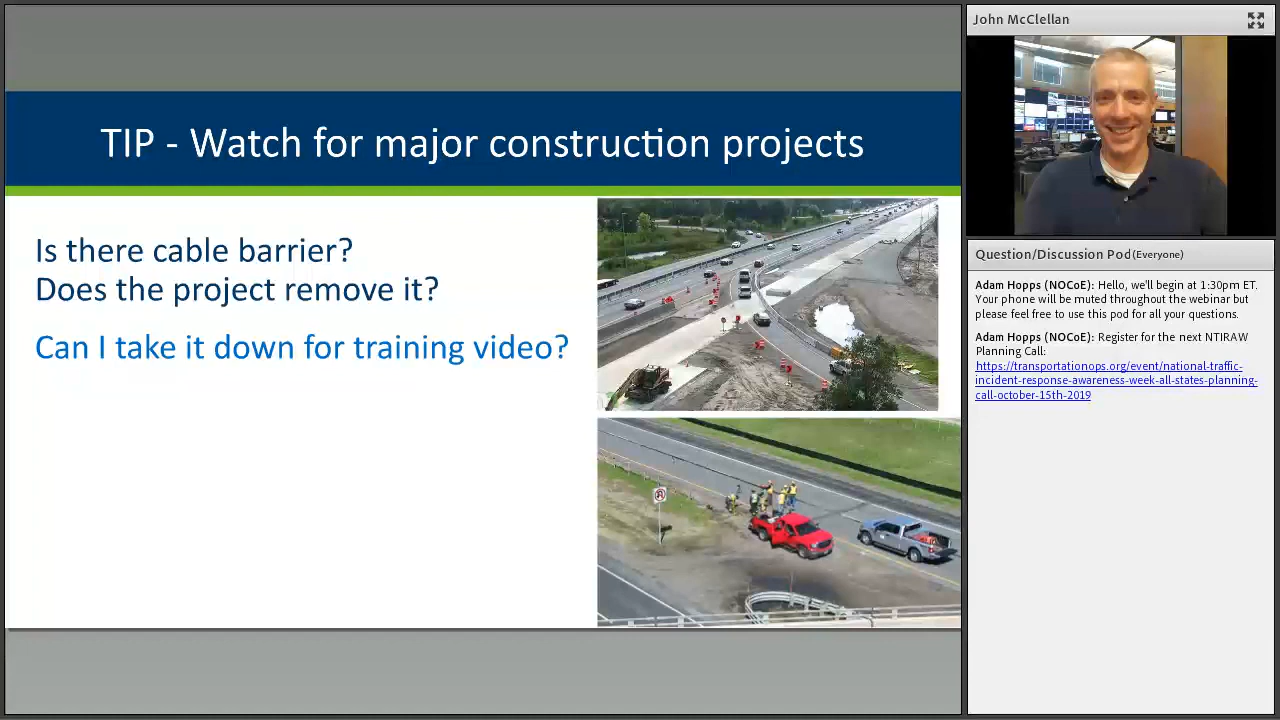 TIP - Watch for major construction projects
Is there cable barrier?
Does the project remove it?
Can I take it down for training video?
John McClellan
Question/Discussion Pod(Everyone)
Adam Hopps (NOCoE): Hello, we'll begin at 1:30pm ET.
Your phone will be muted throughout the webinar but
please feel free to use this pod for all your questions.
Adam Hopps (NOCoE): Register for the next NTIRAW
Planning Call:
https://transportationops.org/event/national-traffic-
incident-response-awareness-week-all-states-planning-
call-october-15th-2019